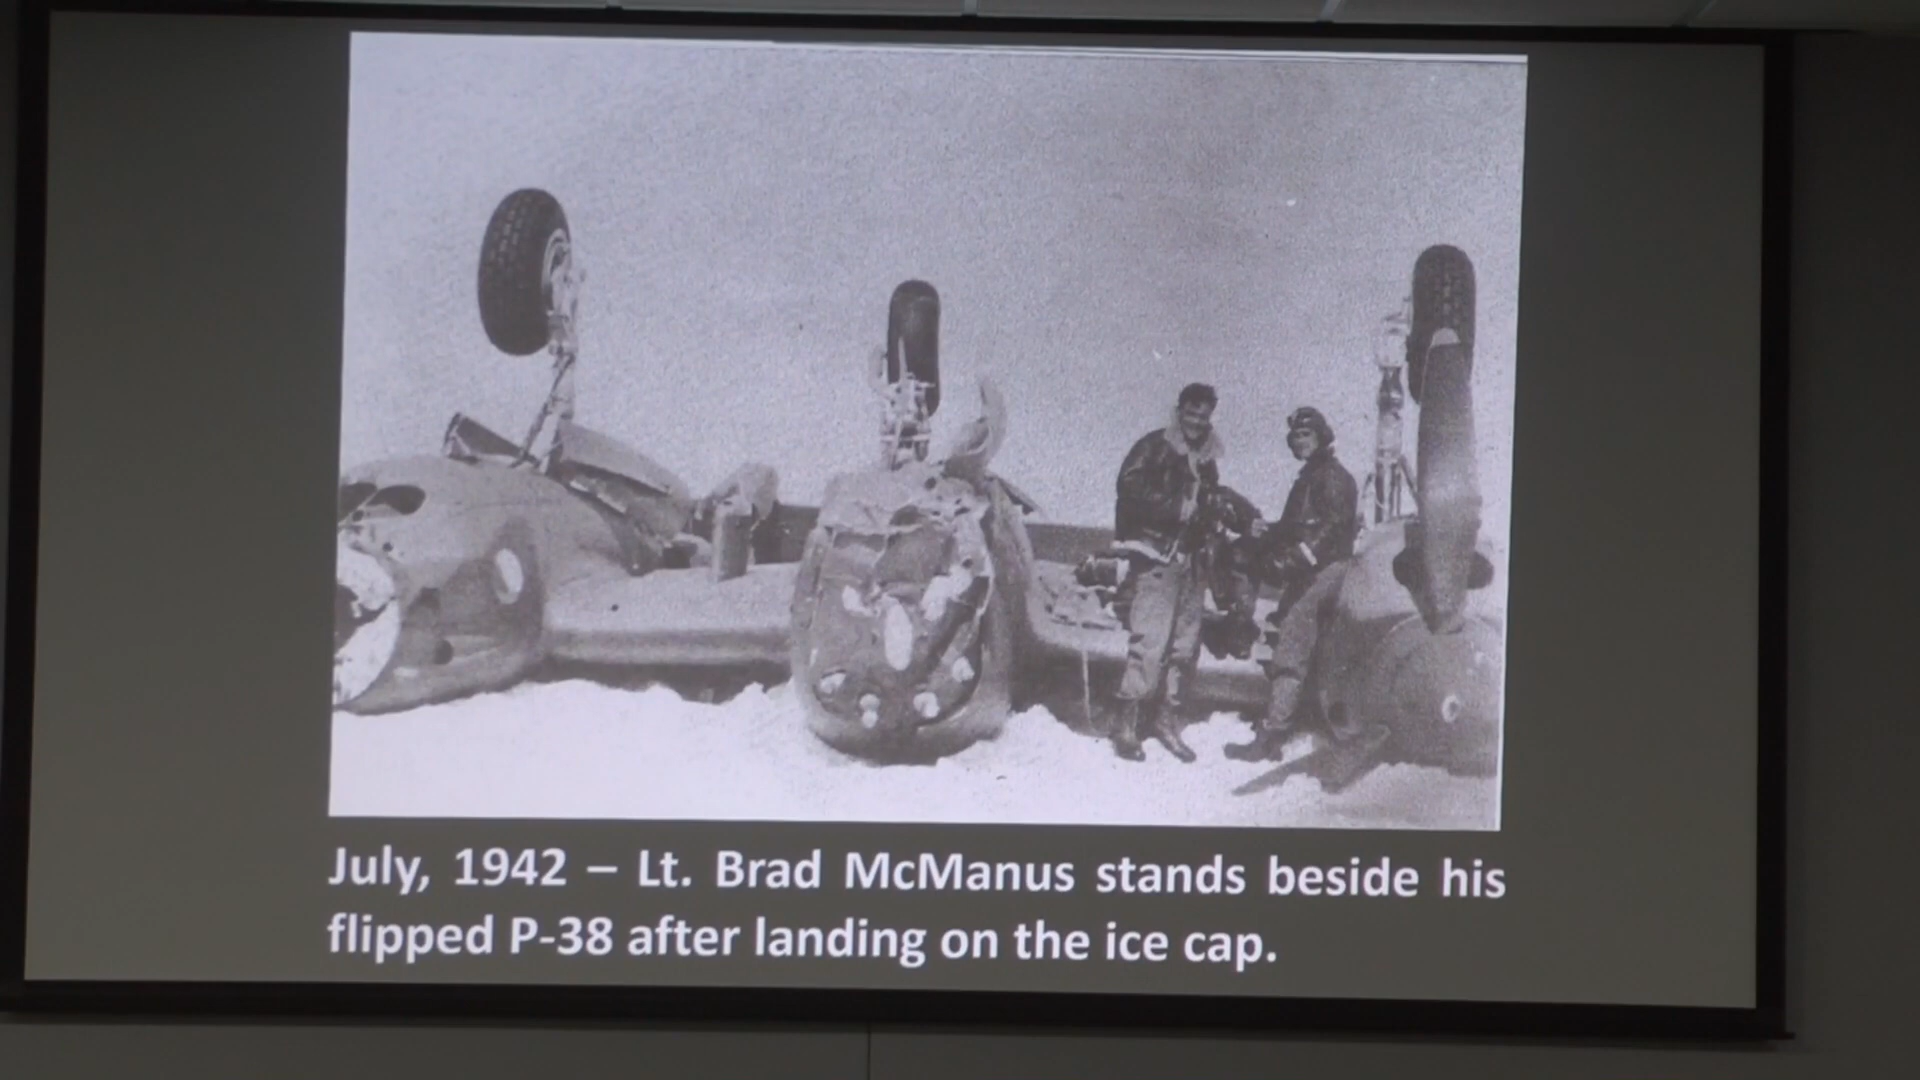 July, 1942 – Lt. Brad McManus stands beside his
flipped P-38 after landing on the ice cap.